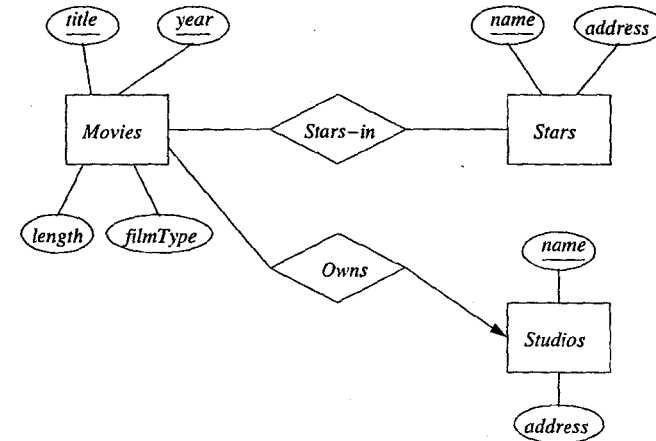 title
year
name
address
Movies
Stars-in
Stars
length
filmType
name
Owns
Studios
address